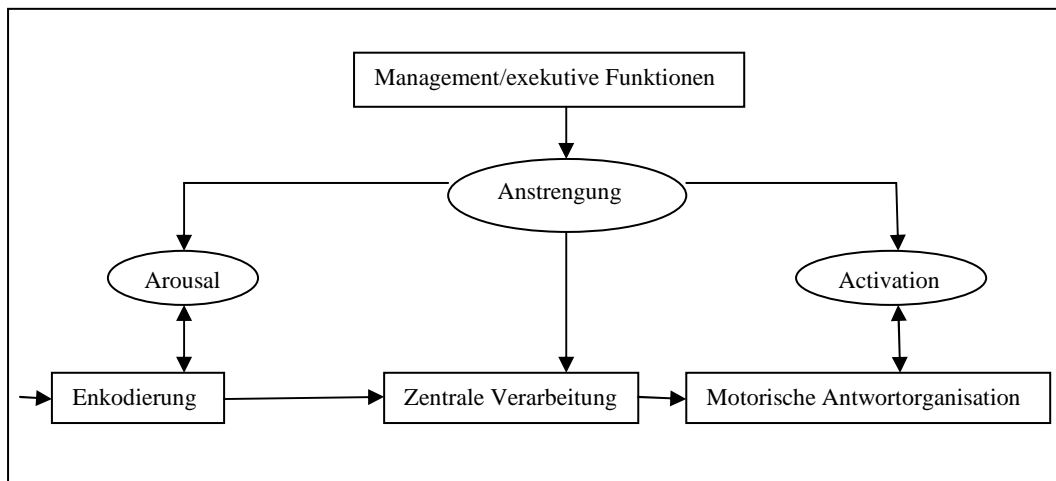 Management/exekutive Funktionen
Anstrengung
Arousal
Activation
Enkodierung
Zentrale Verarbeitung
Motorische Antwortorganisation